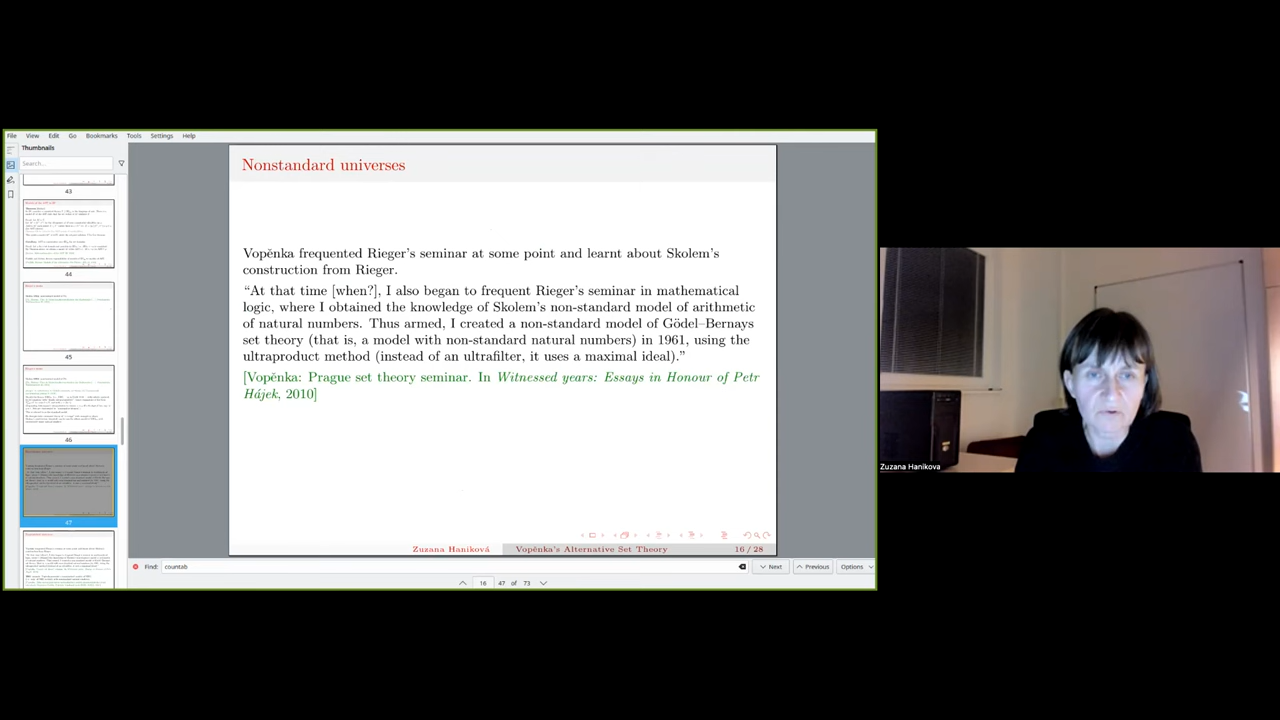 File View Edit Go Bookmarks Tools Settings Help
Thumbnails
Search...
43
44
45
46
47
Nonstandard universes
Vopěnka frequented Rieger's seminar at some point and learnt about Skolem's
construction from Rieger.
“At that time [when?], I also began to frequent Rieger's seminar in mathematical
logic, where I obtained the knowledge of Skolem's non-standard model of arithmetic
of natural numbers. Thus armed, I created a non-standard model of Gödel–Bernays
set theory (that is, a model with non-standard natural numbers) in 1961, using the
ultraproduct method (instead of an ultrafilter, it uses a maximal ideal).”
[Vopěnka: Prague set theory seminar. In Witnessed years: Essays in Honour of Petr
Hájek, 2010]
Zuzana Haniková Vopěnka's Alternative Set Theory 16 / 28
Find: countab Next Previous Options
16 47 of 73
Zuzana Hanikova